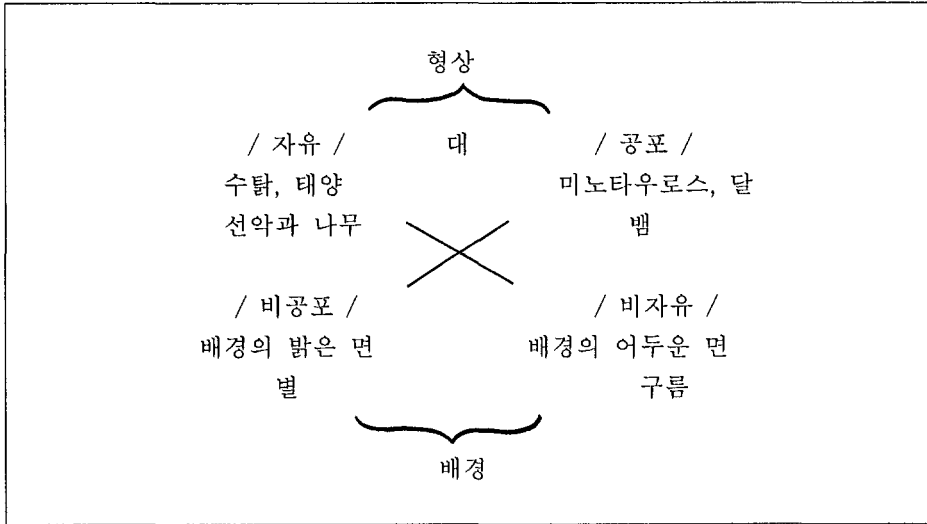 형상
/ 자유 / 대 / 공포 /
수탉, 태양 미노타우로스, 달
선악과 나무 뱀
/ 비공포 / / 비자유 /
배경의 밝은 면 배경의 어두운 면
별 구름
배경